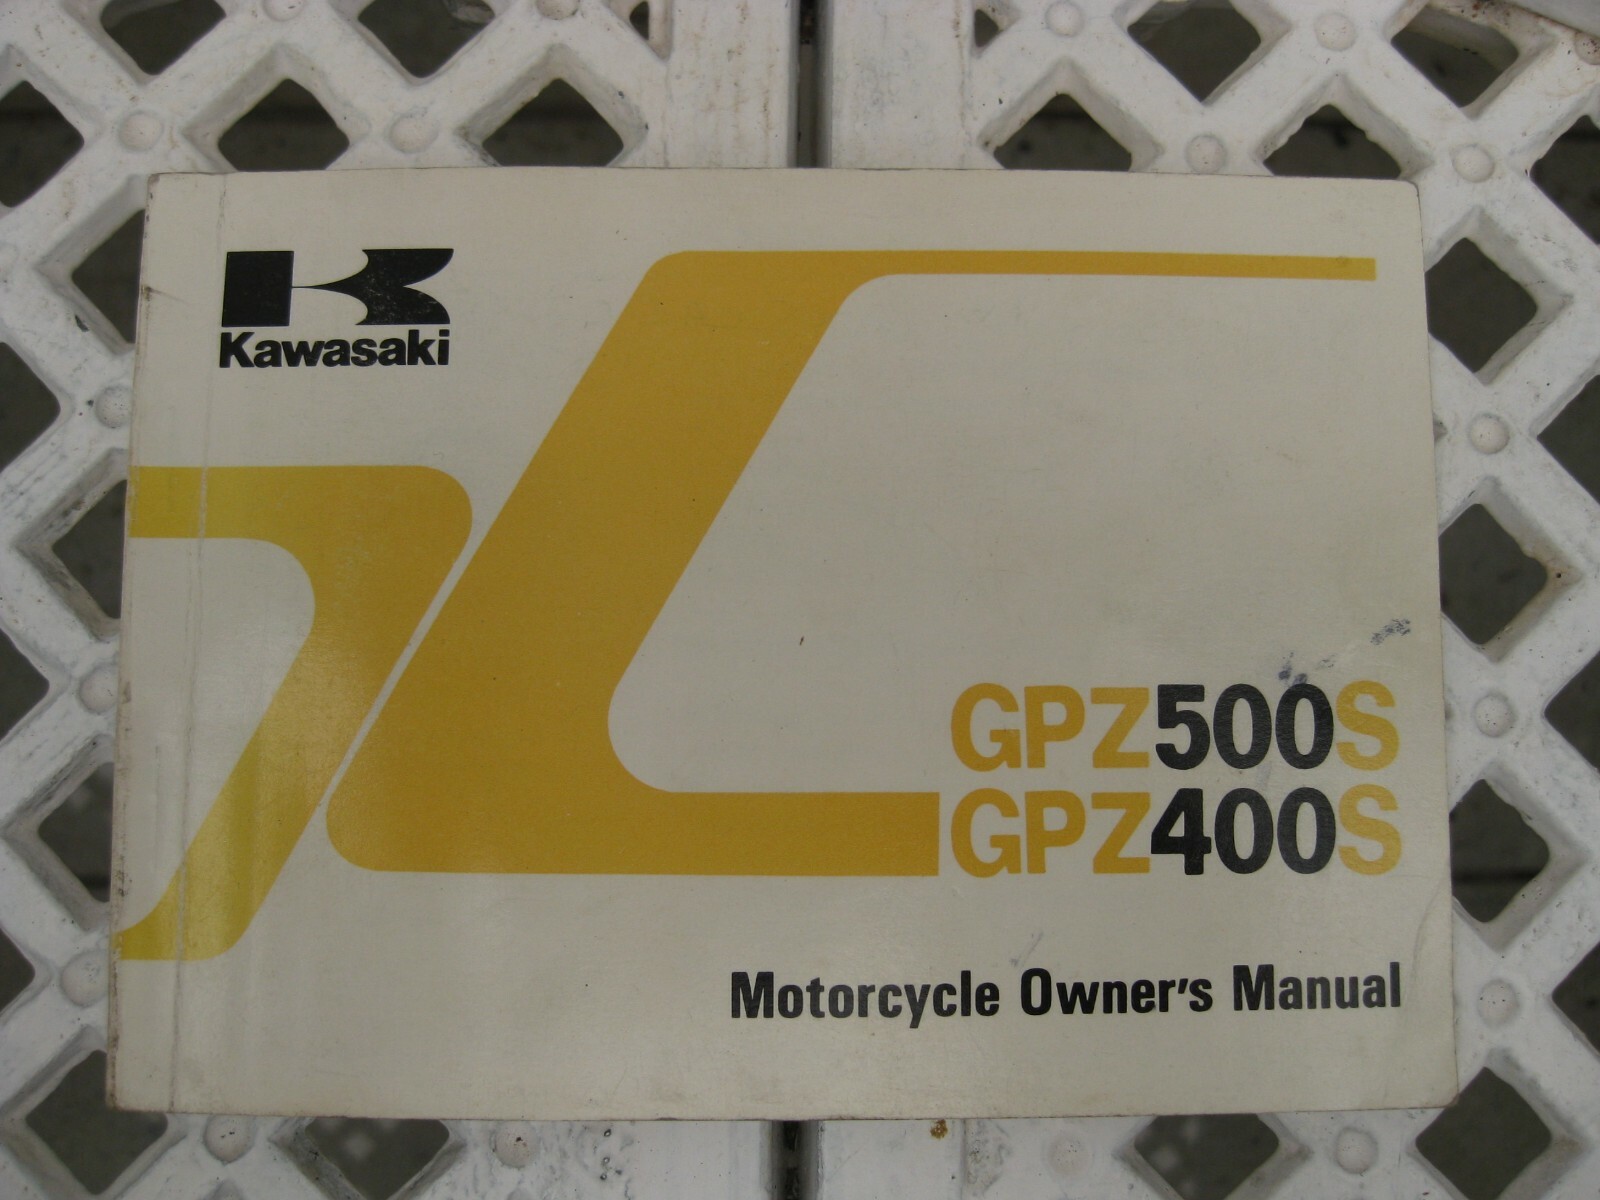 Kawasaki
GPZ500S
GPZ400S
Motorcycle Owner's Manual